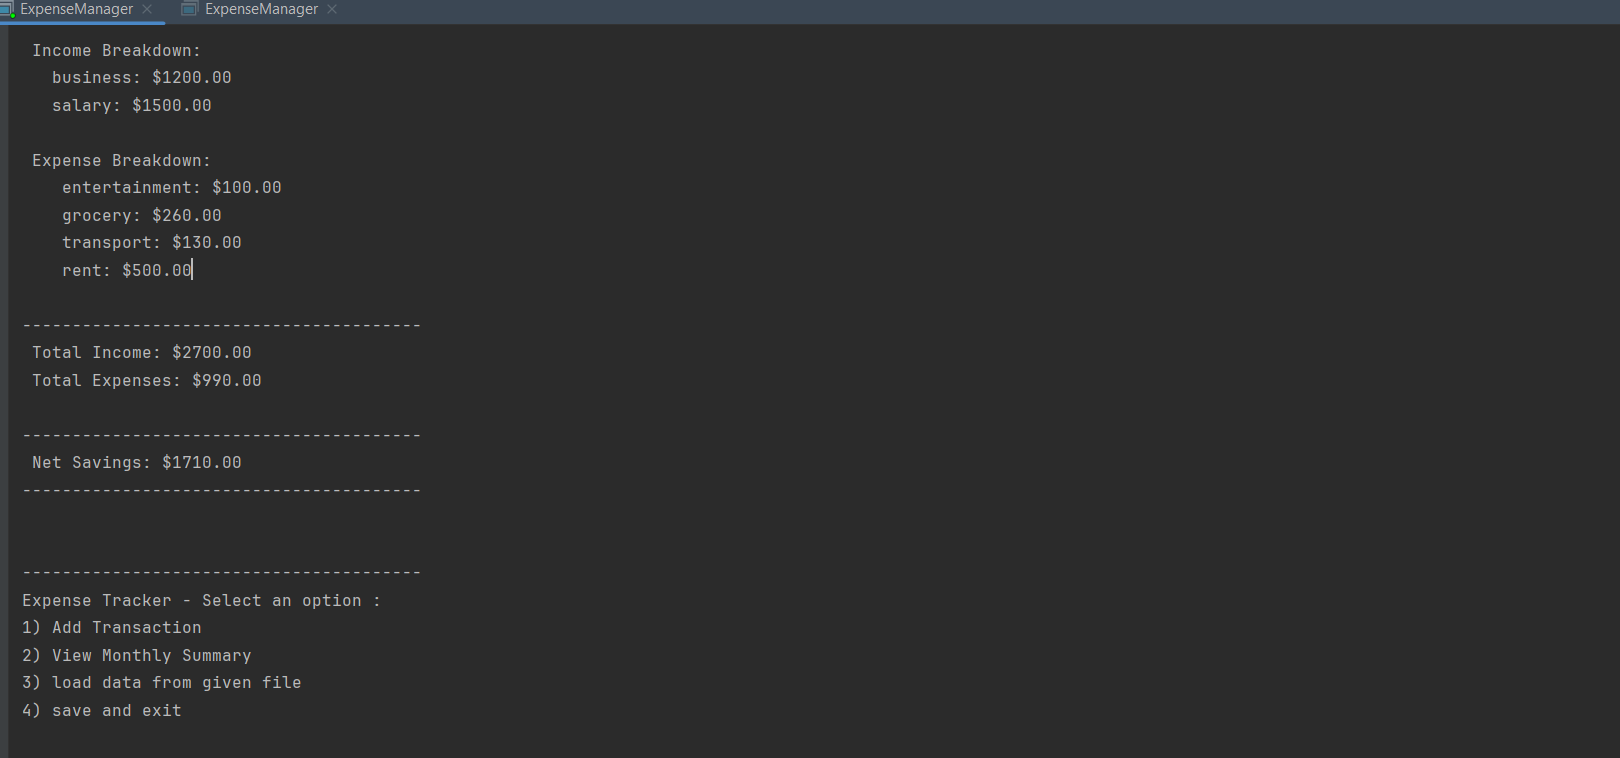 ExpenseManager ExpenseManager
Income Breakdown:
business: $1200.00
salary: $1500.00
Expense Breakdown:
entertainment: $100.00
grocery: $260.00
transport: $130.00
rent: $500.00
----------------------------------------
Total Income: $2700.00
Total Expenses: $990.00
----------------------------------------
Net Savings: $1710.00
----------------------------------------
----------------------------------------
Expense Tracker - Select an option :
1) Add Transaction
2) View Monthly Summary
3) load data from given file
4) save and exit